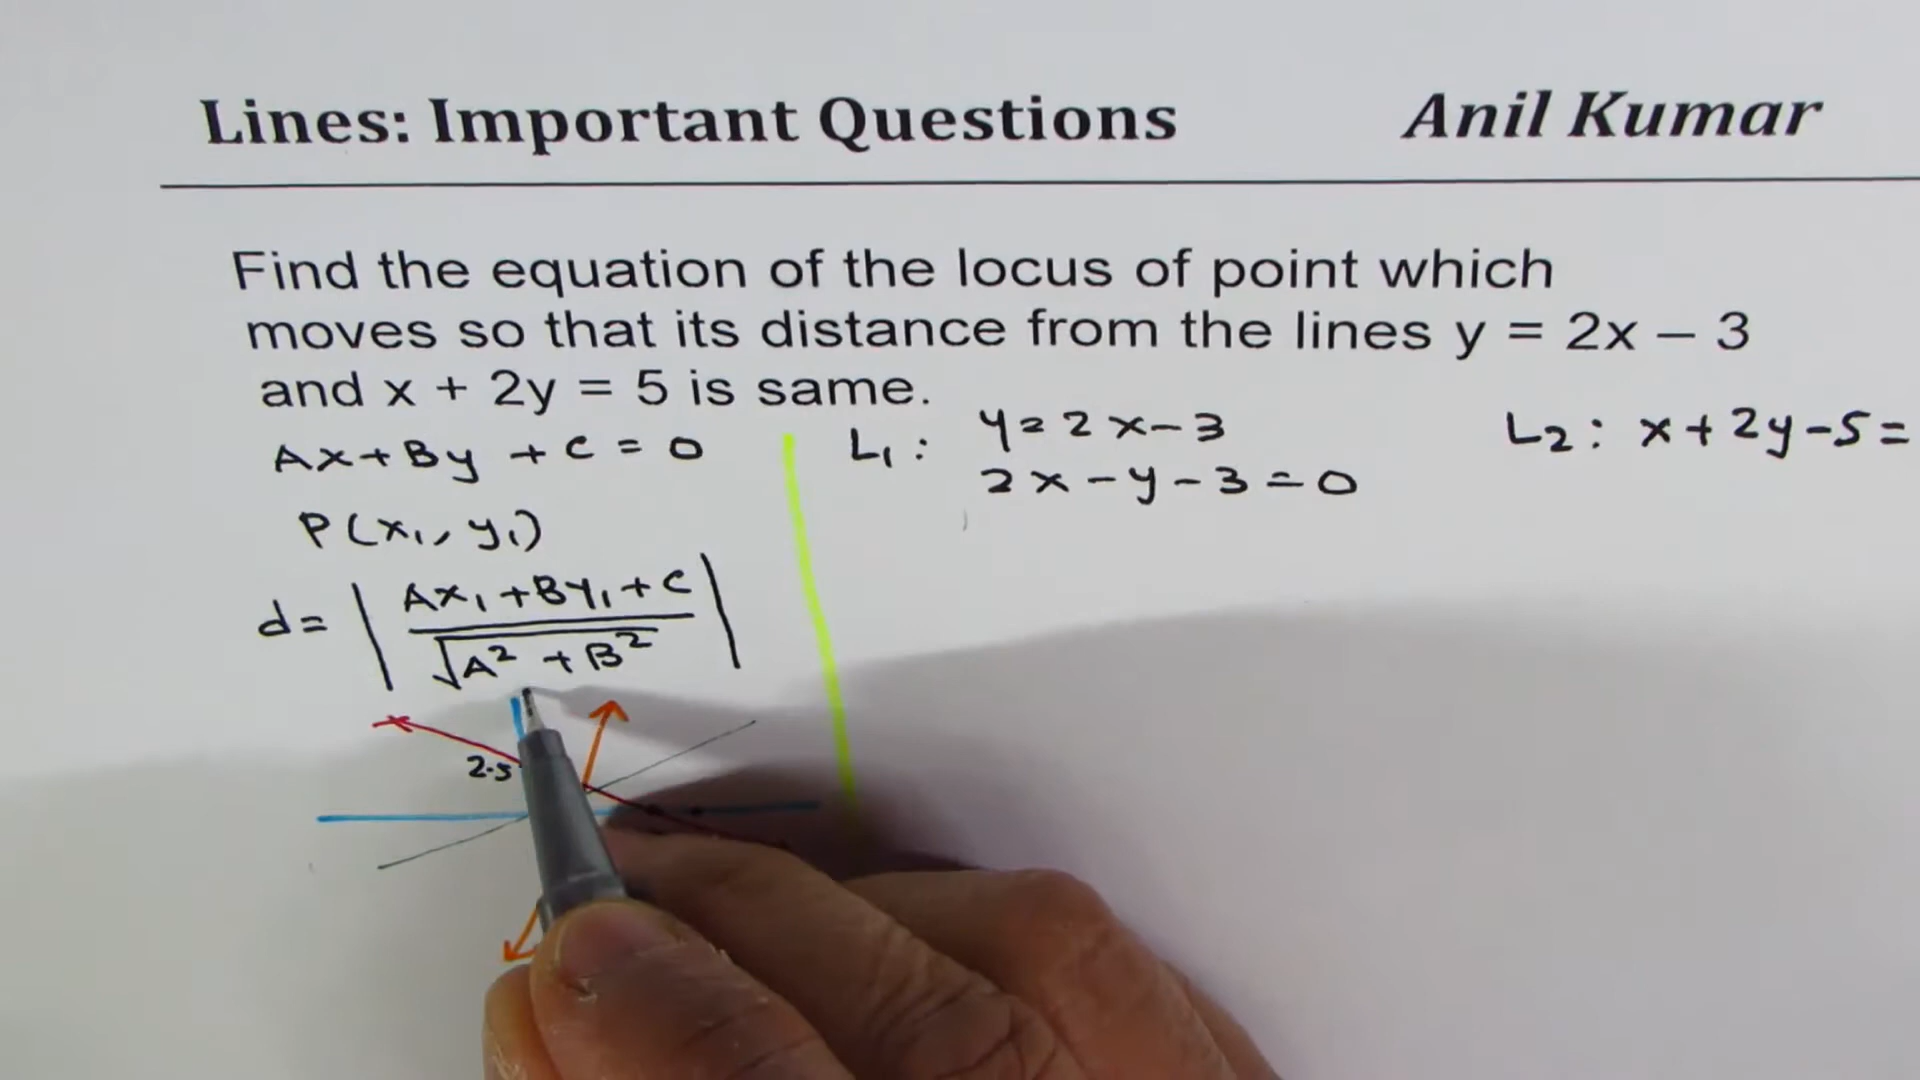 Lines: Important Questions Anil Kumar
Find the equation of the locus of point which
moves so that its distance from the lines y = 2x – 3
and x + 2y = 5 is same.
Ax+By+C=0
P(x₁, y₁)
d= | Ax₁+By₁+C / √A²+B² |
L₁: y=2x-3
2x-y-3=0
L₂: x+2y-5=
2.5